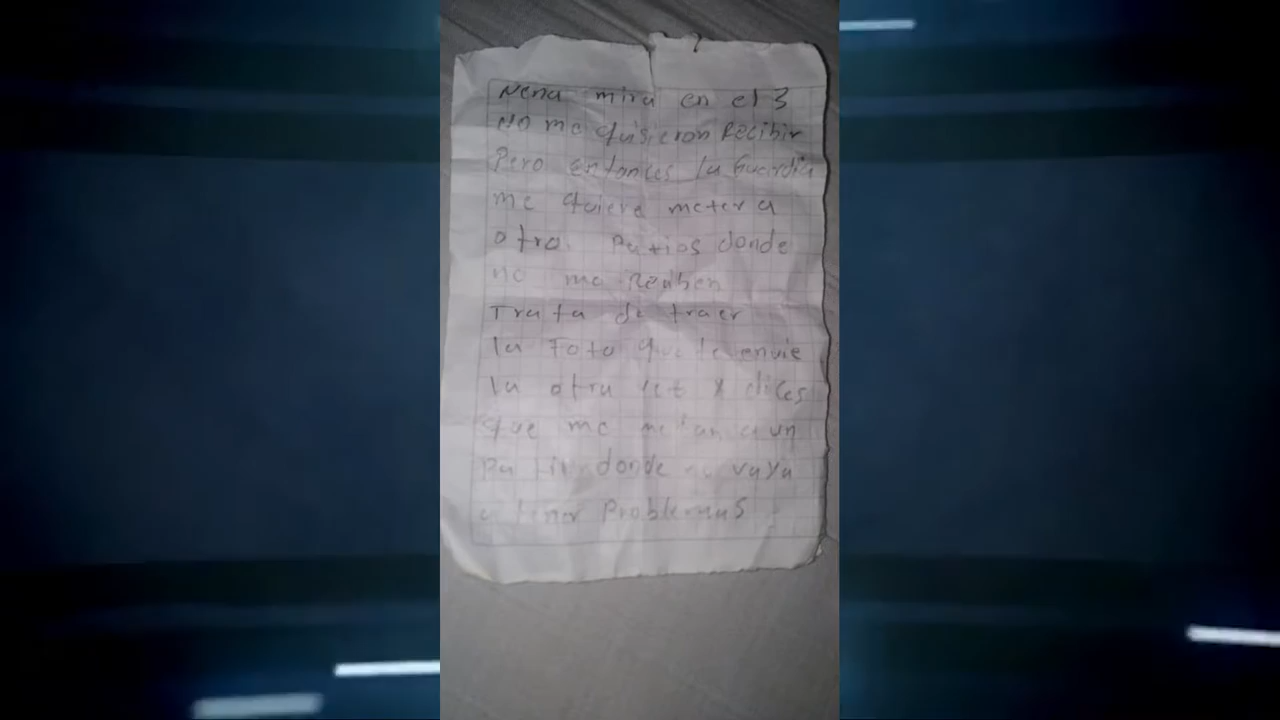 Nena mira en el 3
no me quisieron Recibir
Pero entonces la Guardia
me quiere meter a
otro Patios donde
no me Reciben
Trata de traer
la Foto que te envie
la otra vez y dices
que me metan a un
Patio donde no vaya
a tener Problemas